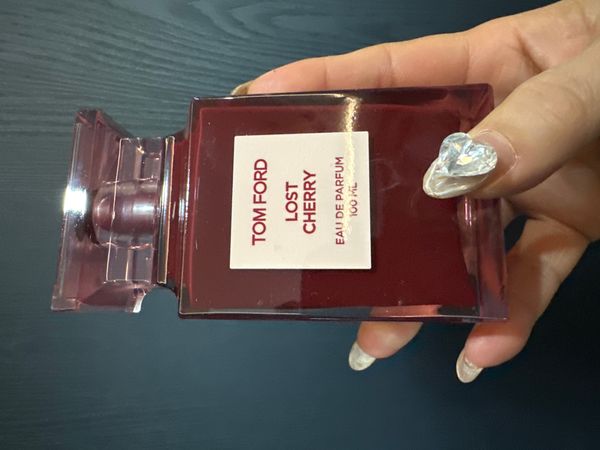 TOM FORD
LOST
CHERRY
EAU DE PARFUM
100 ML